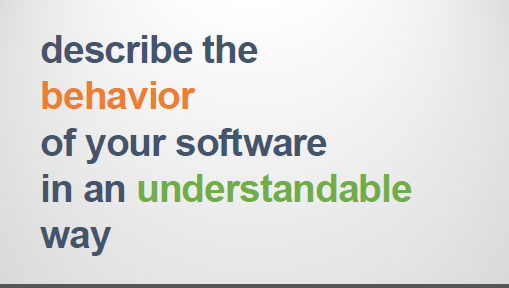 describe the
behavior
of your software
in an understandable
way